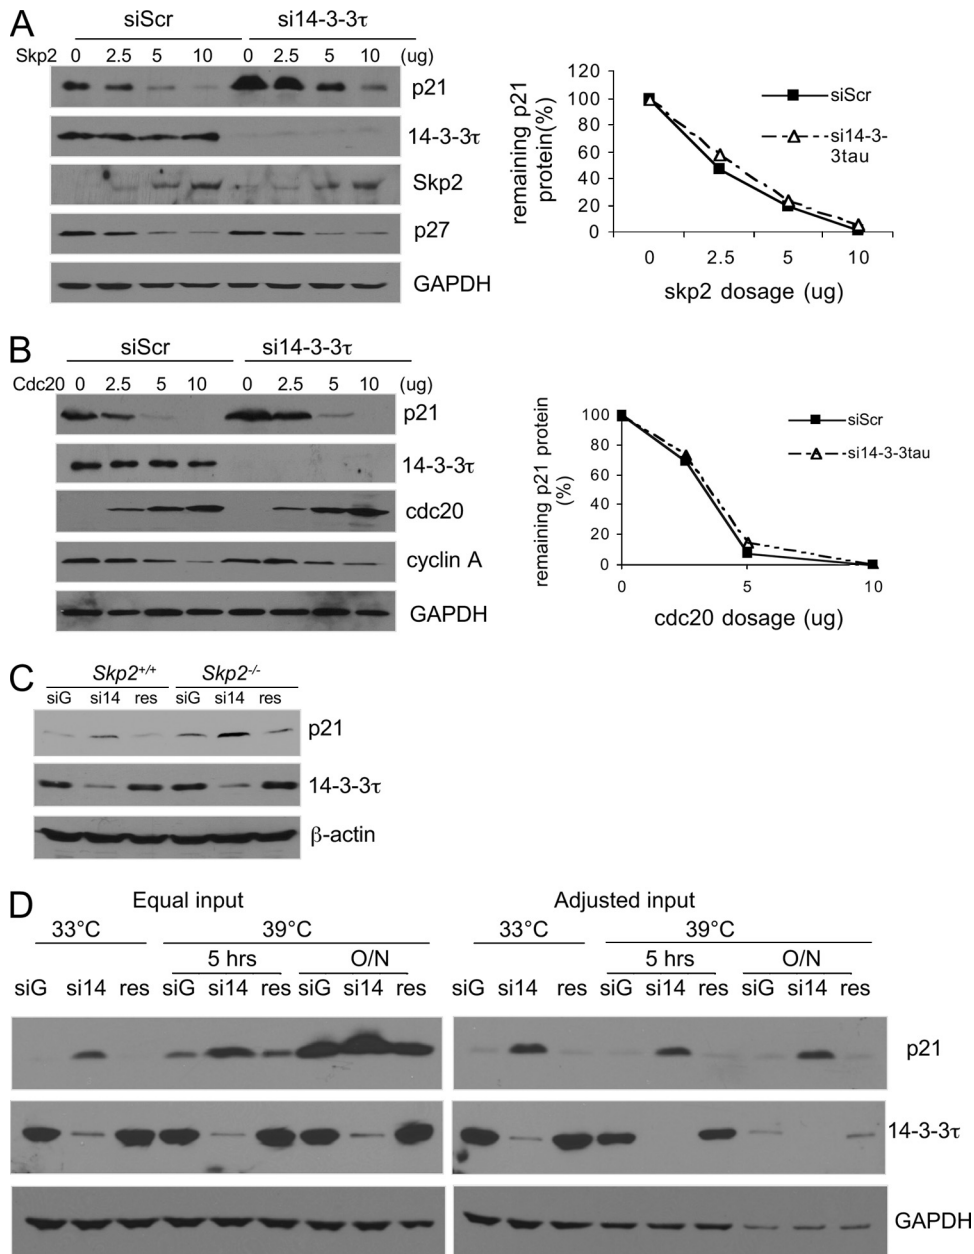 A
siScr si14-3-3τ
Skp2 0 2.5 5 10 0 2.5 5 10 (ug)
p21
14-3-3τ
Skp2
p27
GAPDH
remaining p21
protein(%)
120
100
80
60
40
20
0
0 2.5 5 10
skp2 dosage (ug)
siScr
si14-3-
3tau
B
siScr si14-3-3τ
Cdc20 0 2.5 5 10 0 2.5 5 10 (ug)
p21
14-3-3τ
cdc20
cyclin A
GAPDH
remaining p21 protein
(%)
100
80
60
40
20
0
0 5 10
cdc20 dosage (ug)
siScr
si14-3-3tau
C
Skp2+/+ Skp2-/-
siG si14 res siG si14 res
p21
14-3-3τ
β-actin
D
Equal input Adjusted input
33°C 39°C 33°C 39°C
5 hrs O/N 5 hrs O/N
siG si14 res siG si14 res siG si14 res siG si14 res siG si14 res siG si14 res
p21
14-3-3τ
GAPDH